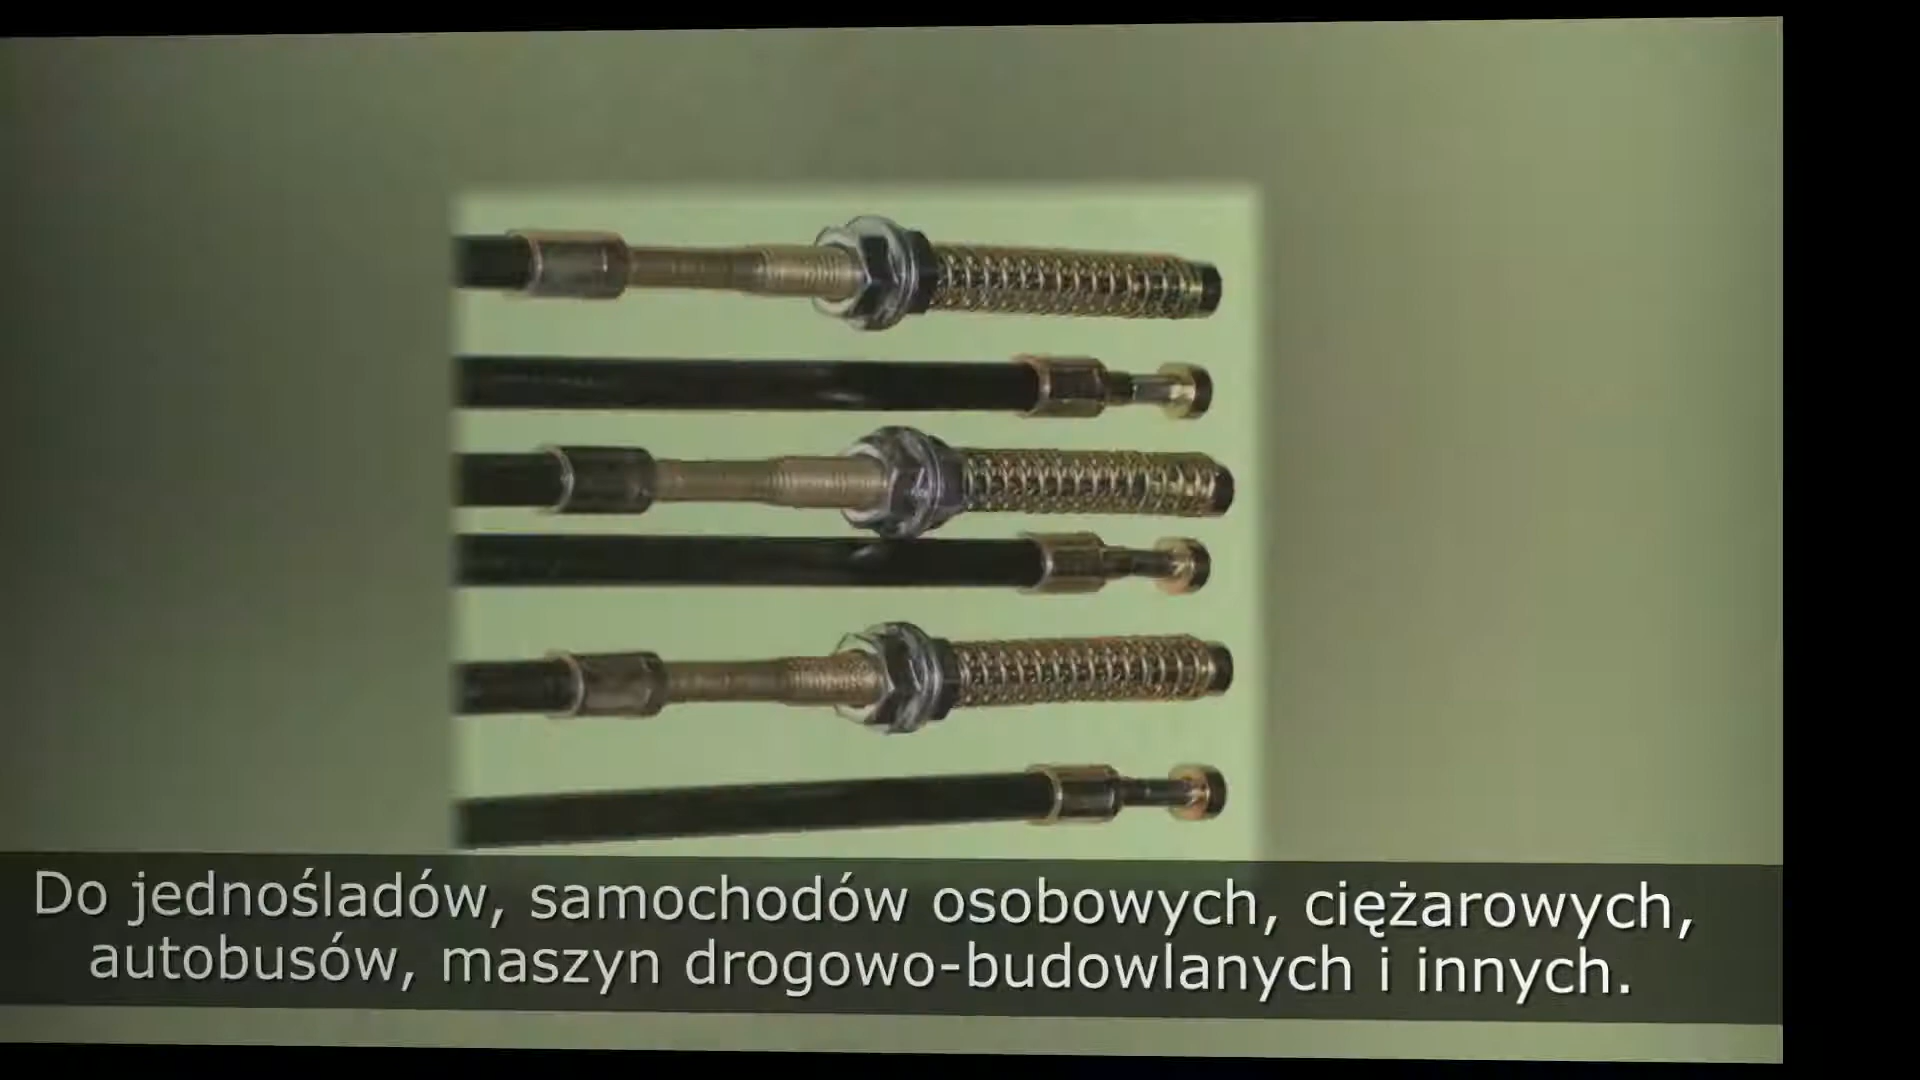 Do jednośladów, samochodów osobowych, ciężarowych,
autobusów, maszyn drogowo-budowlanych i innych.